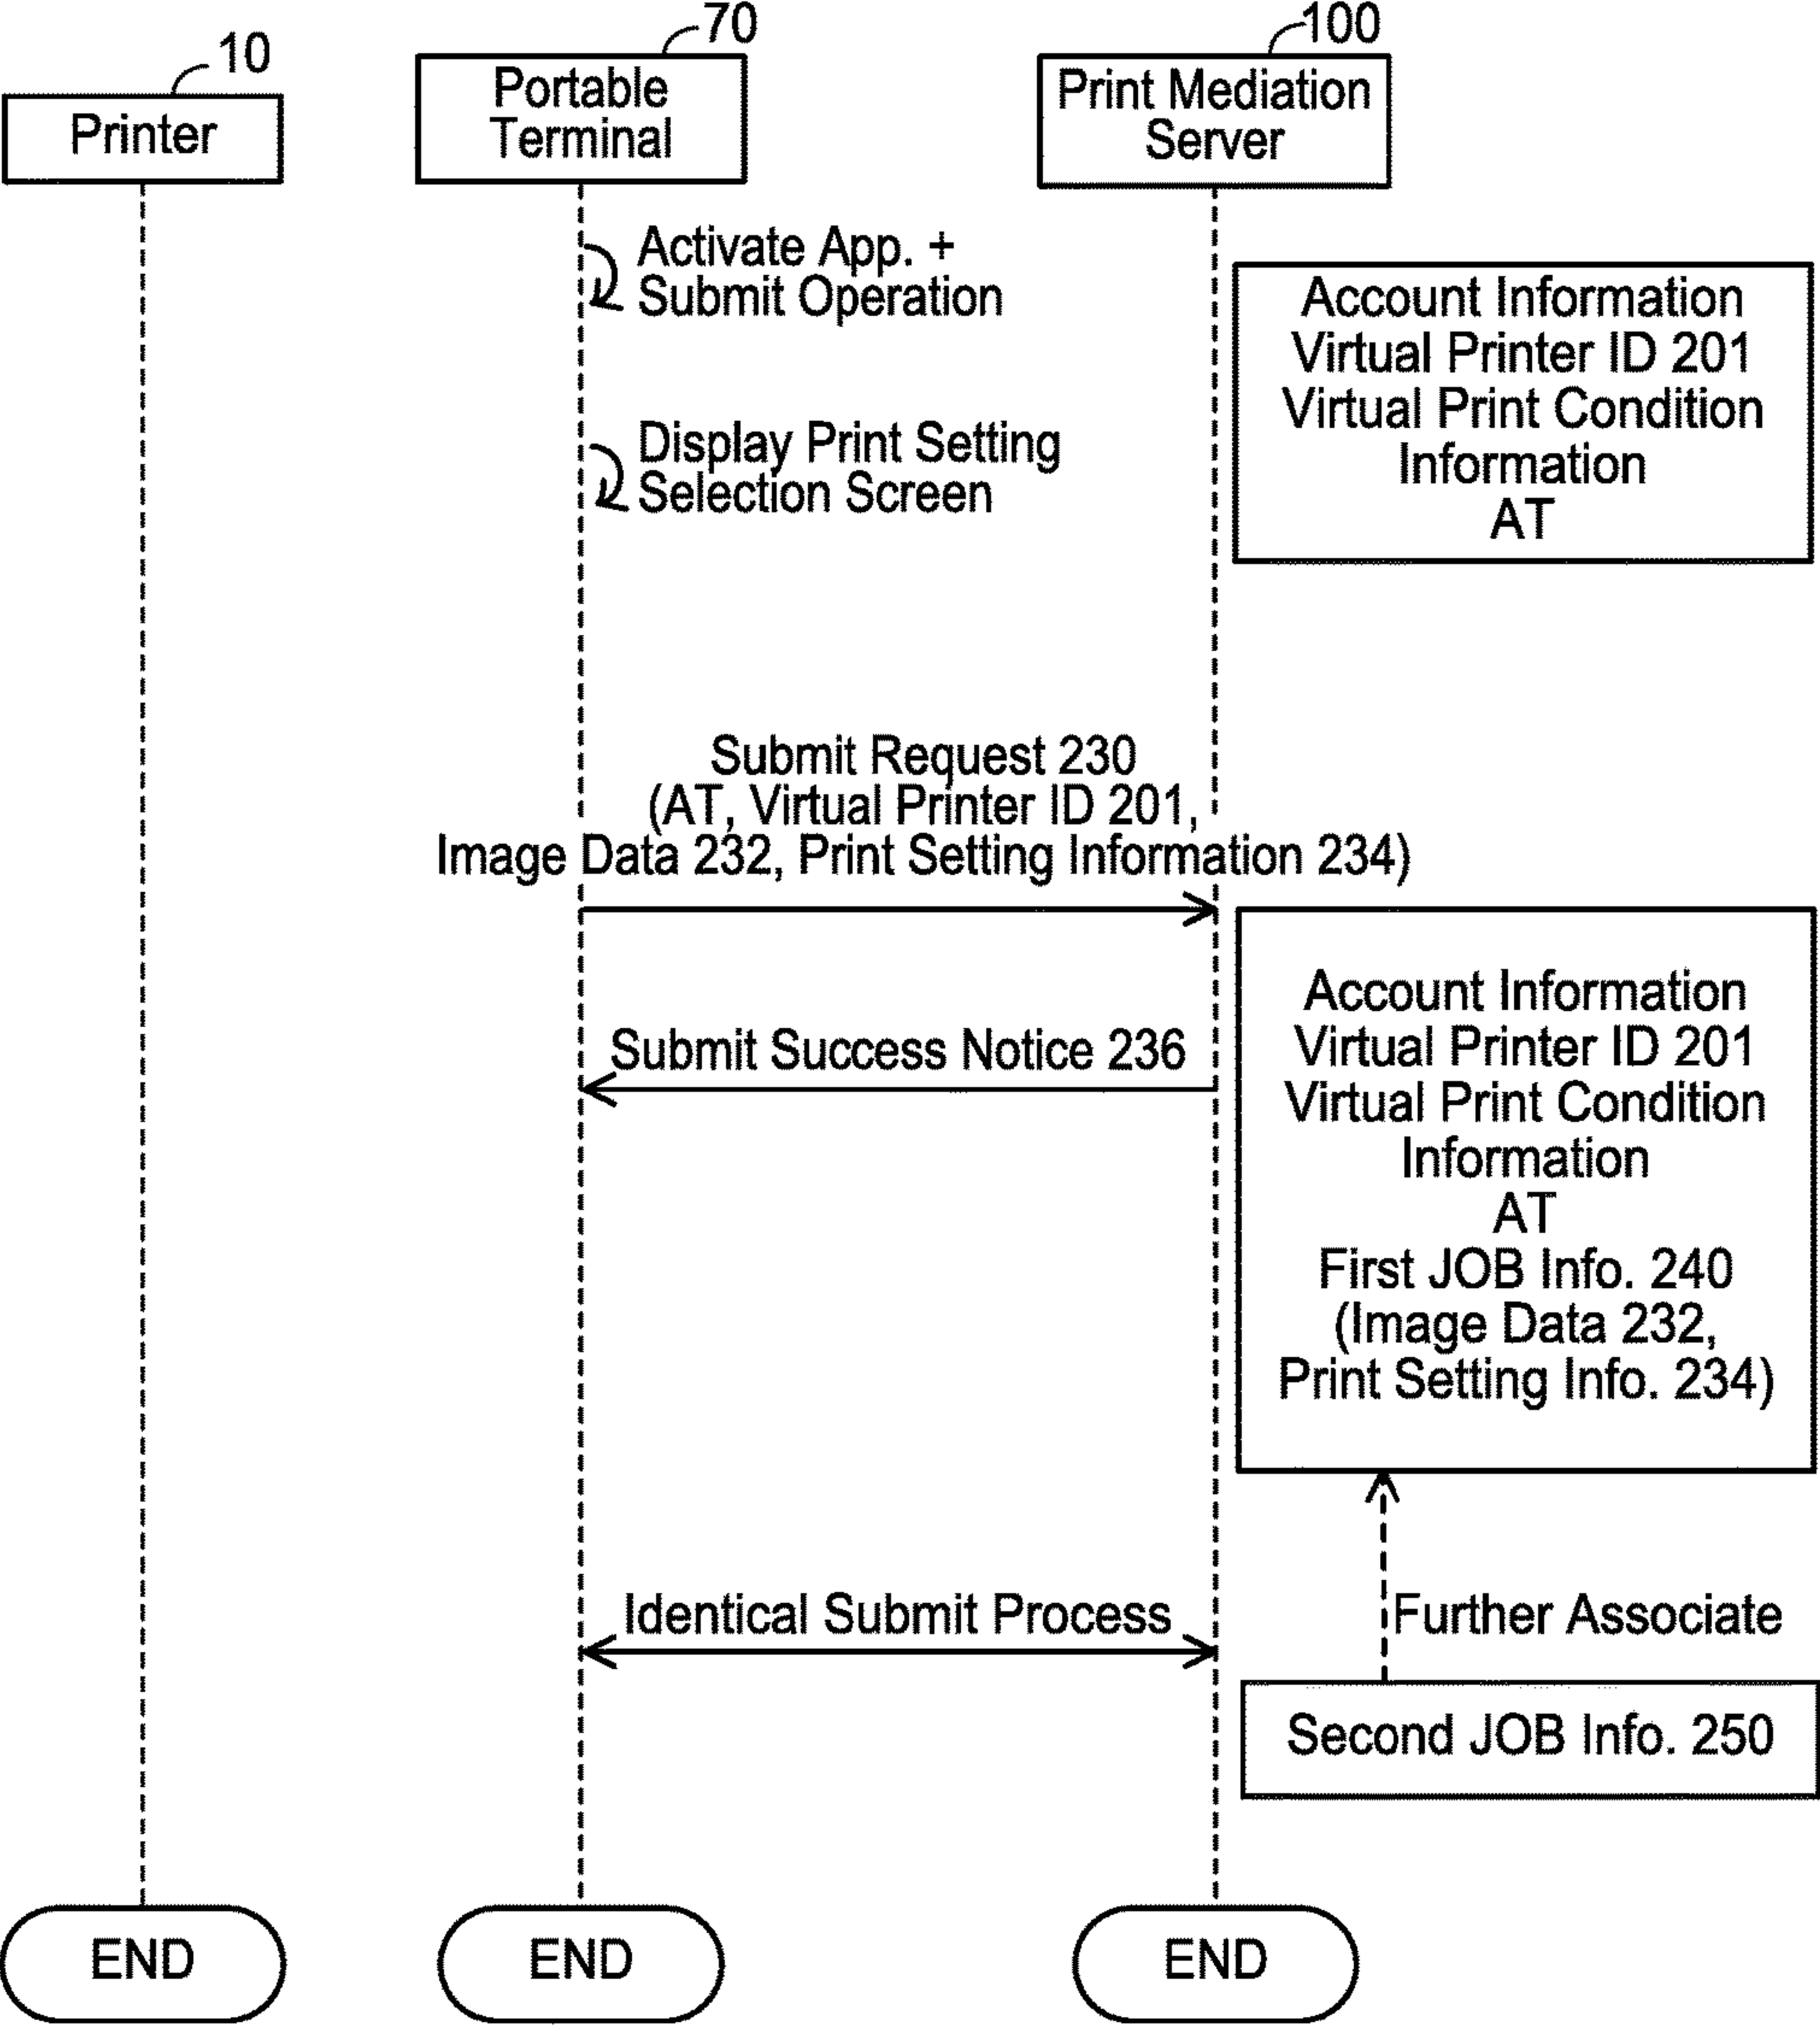 10
70
100
Printer
Portable
Terminal
Print Mediation
Server
Activate App. +
Submit Operation
Account Information
Virtual Printer ID 201
Virtual Print Condition
Information
AT
Display Print Setting
Selection Screen
Submit Request 230
(AT, Virtual Printer ID 201,
Image Data 232, Print Setting Information 234)
Submit Success Notice 236
Account Information
Virtual Printer ID 201
Virtual Print Condition
Information
AT
First JOB Info. 240
(Image Data 232,
Print Setting Info. 234)
Identical Submit Process
Further Associate
Second JOB Info. 250
END
END
END